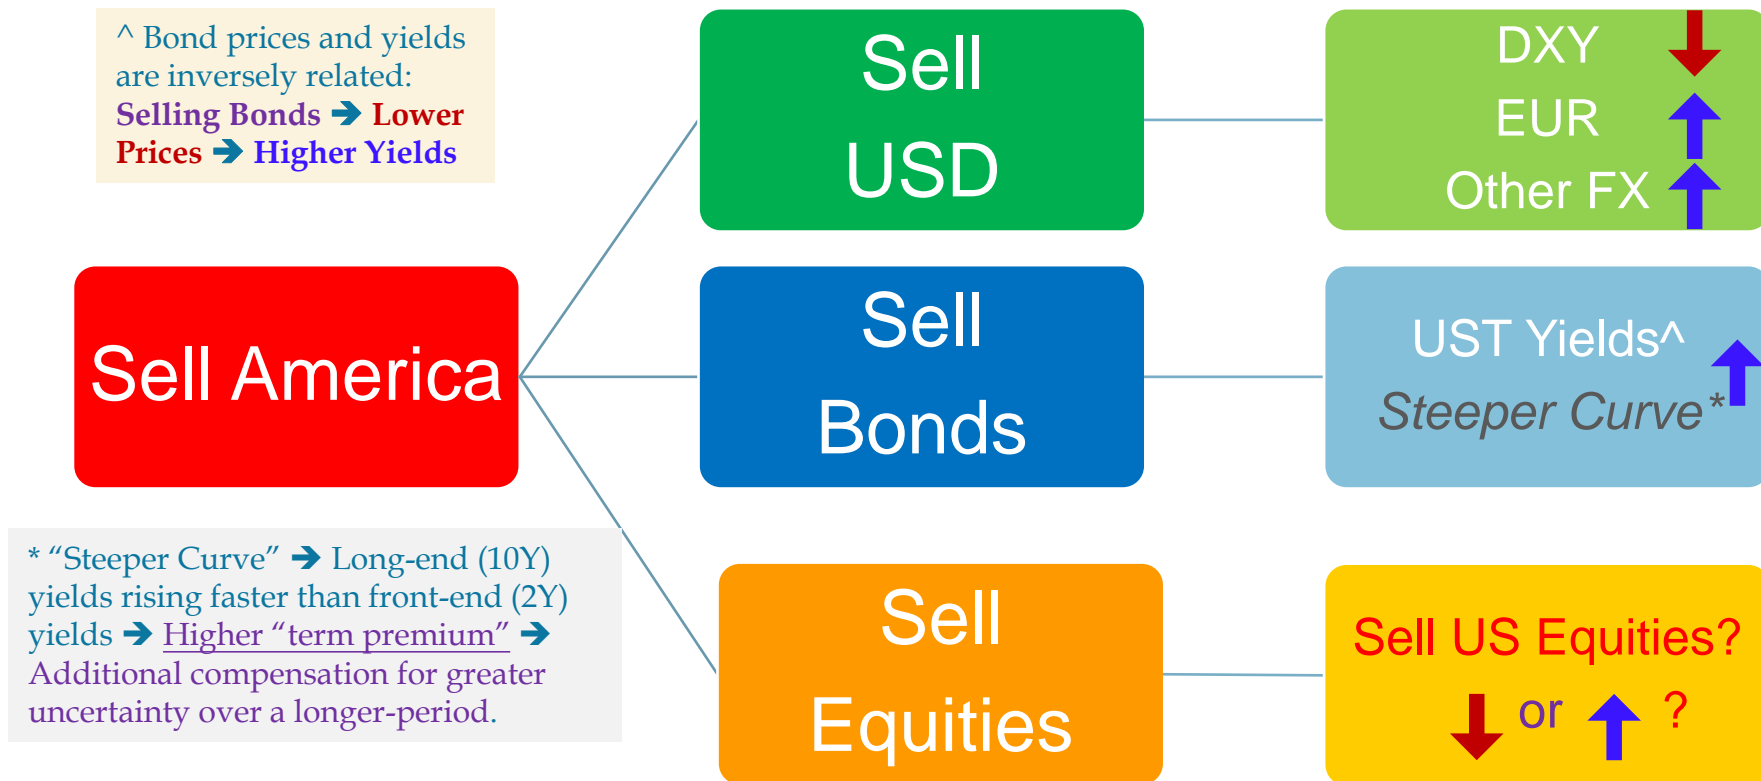 ^ Bond prices and yields
are inversely related:
Selling Bonds ➔ Lower
Prices ➔ Higher Yields
Sell America
* “Steeper Curve” ➔ Long-end (10Y)
yields rising faster than front-end (2Y)
yields ➔ Higher “term premium” ➔
Additional compensation for greater
uncertainty over a longer-period.
Sell
USD
DXY
EUR
Other FX
Sell
Bonds
UST Yields^
Steeper Curve*
Sell
Equities
Sell US Equities?
or ?